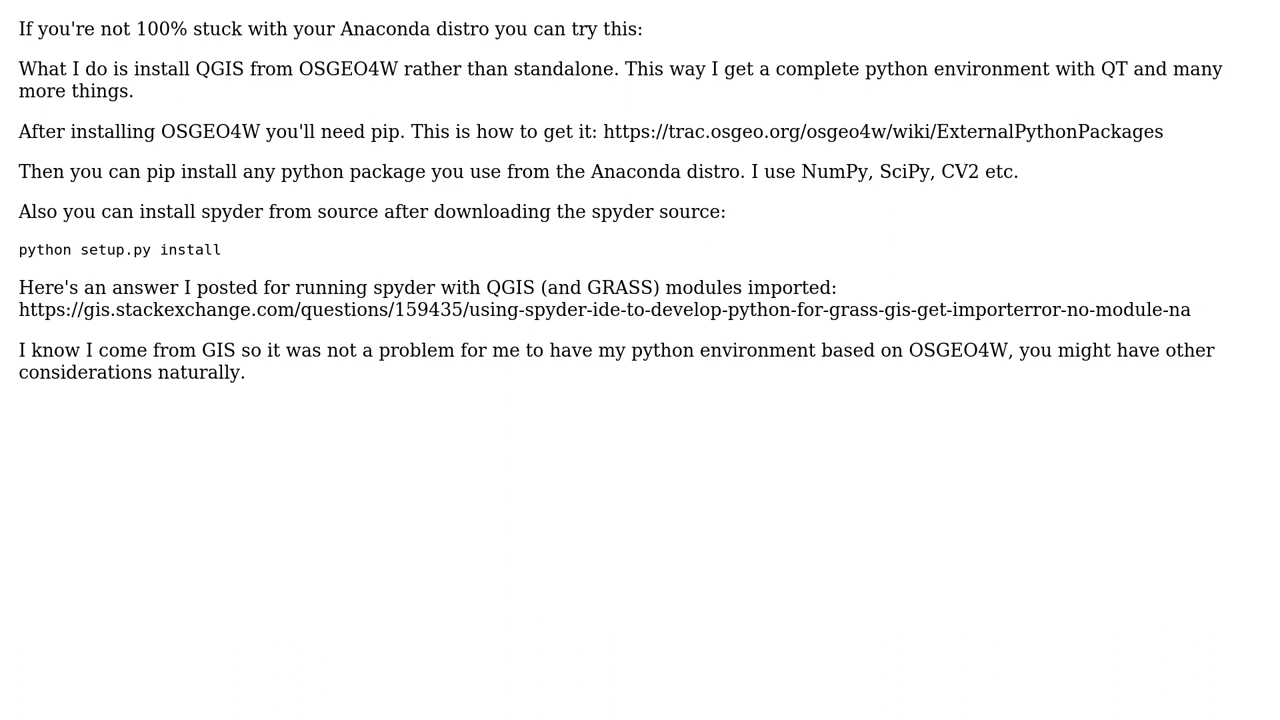 If you're not 100% stuck with your Anaconda distro you can try this:
What I do is install QGIS from OSGEO4W rather than standalone. This way I get a complete python environment with QT and many
more things.
After installing OSGEO4W you'll need pip. This is how to get it: https://trac.osgeo.org/osgeo4w/wiki/ExternalPythonPackages
Then you can pip install any python package you use from the Anaconda distro. I use NumPy, SciPy, CV2 etc.
Also you can install spyder from source after downloading the spyder source:
python setup.py install
Here's an answer I posted for running spyder with QGIS (and GRASS) modules imported:
https://gis.stackexchange.com/questions/159435/using-spyder-ide-to-develop-python-for-grass-gis-get-importerror-no-module-na
I know I come from GIS so it was not a problem for me to have my python environment based on OSGEO4W, you might have other
considerations naturally.